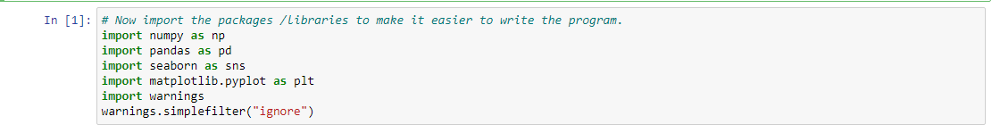 In [1]: # Now import the packages /libraries to make it easier to write the program.
import numpy as np
import pandas as pd
import seaborn as sns
import matplotlib.pyplot as plt
import warnings
warnings.simplefilter("ignore")